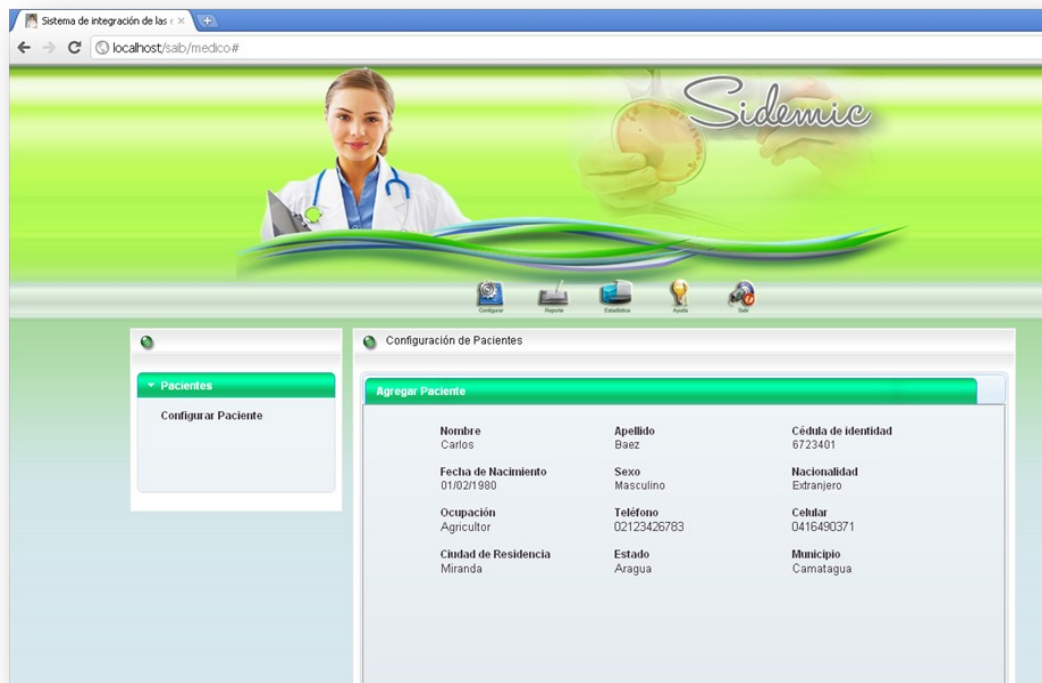 Sistema de integración de las e
localhost/saib/medico#
Sidemic
Configurar Reporte Estadística Ayuda Salir
Configuración de Pacientes
Pacientes
Agregar Paciente
Configurar Paciente
Nombre Apellido Cédula de identidad
Carlos Baez 6723401
Fecha de Nacimiento Sexo Nacionalidad
01/02/1980 Masculino Extranjero
Ocupación Teléfono Celular
Agricultor 02123426783 0416490371
Ciudad de Residencia Estado Municipio
Miranda Aragua Camatagua